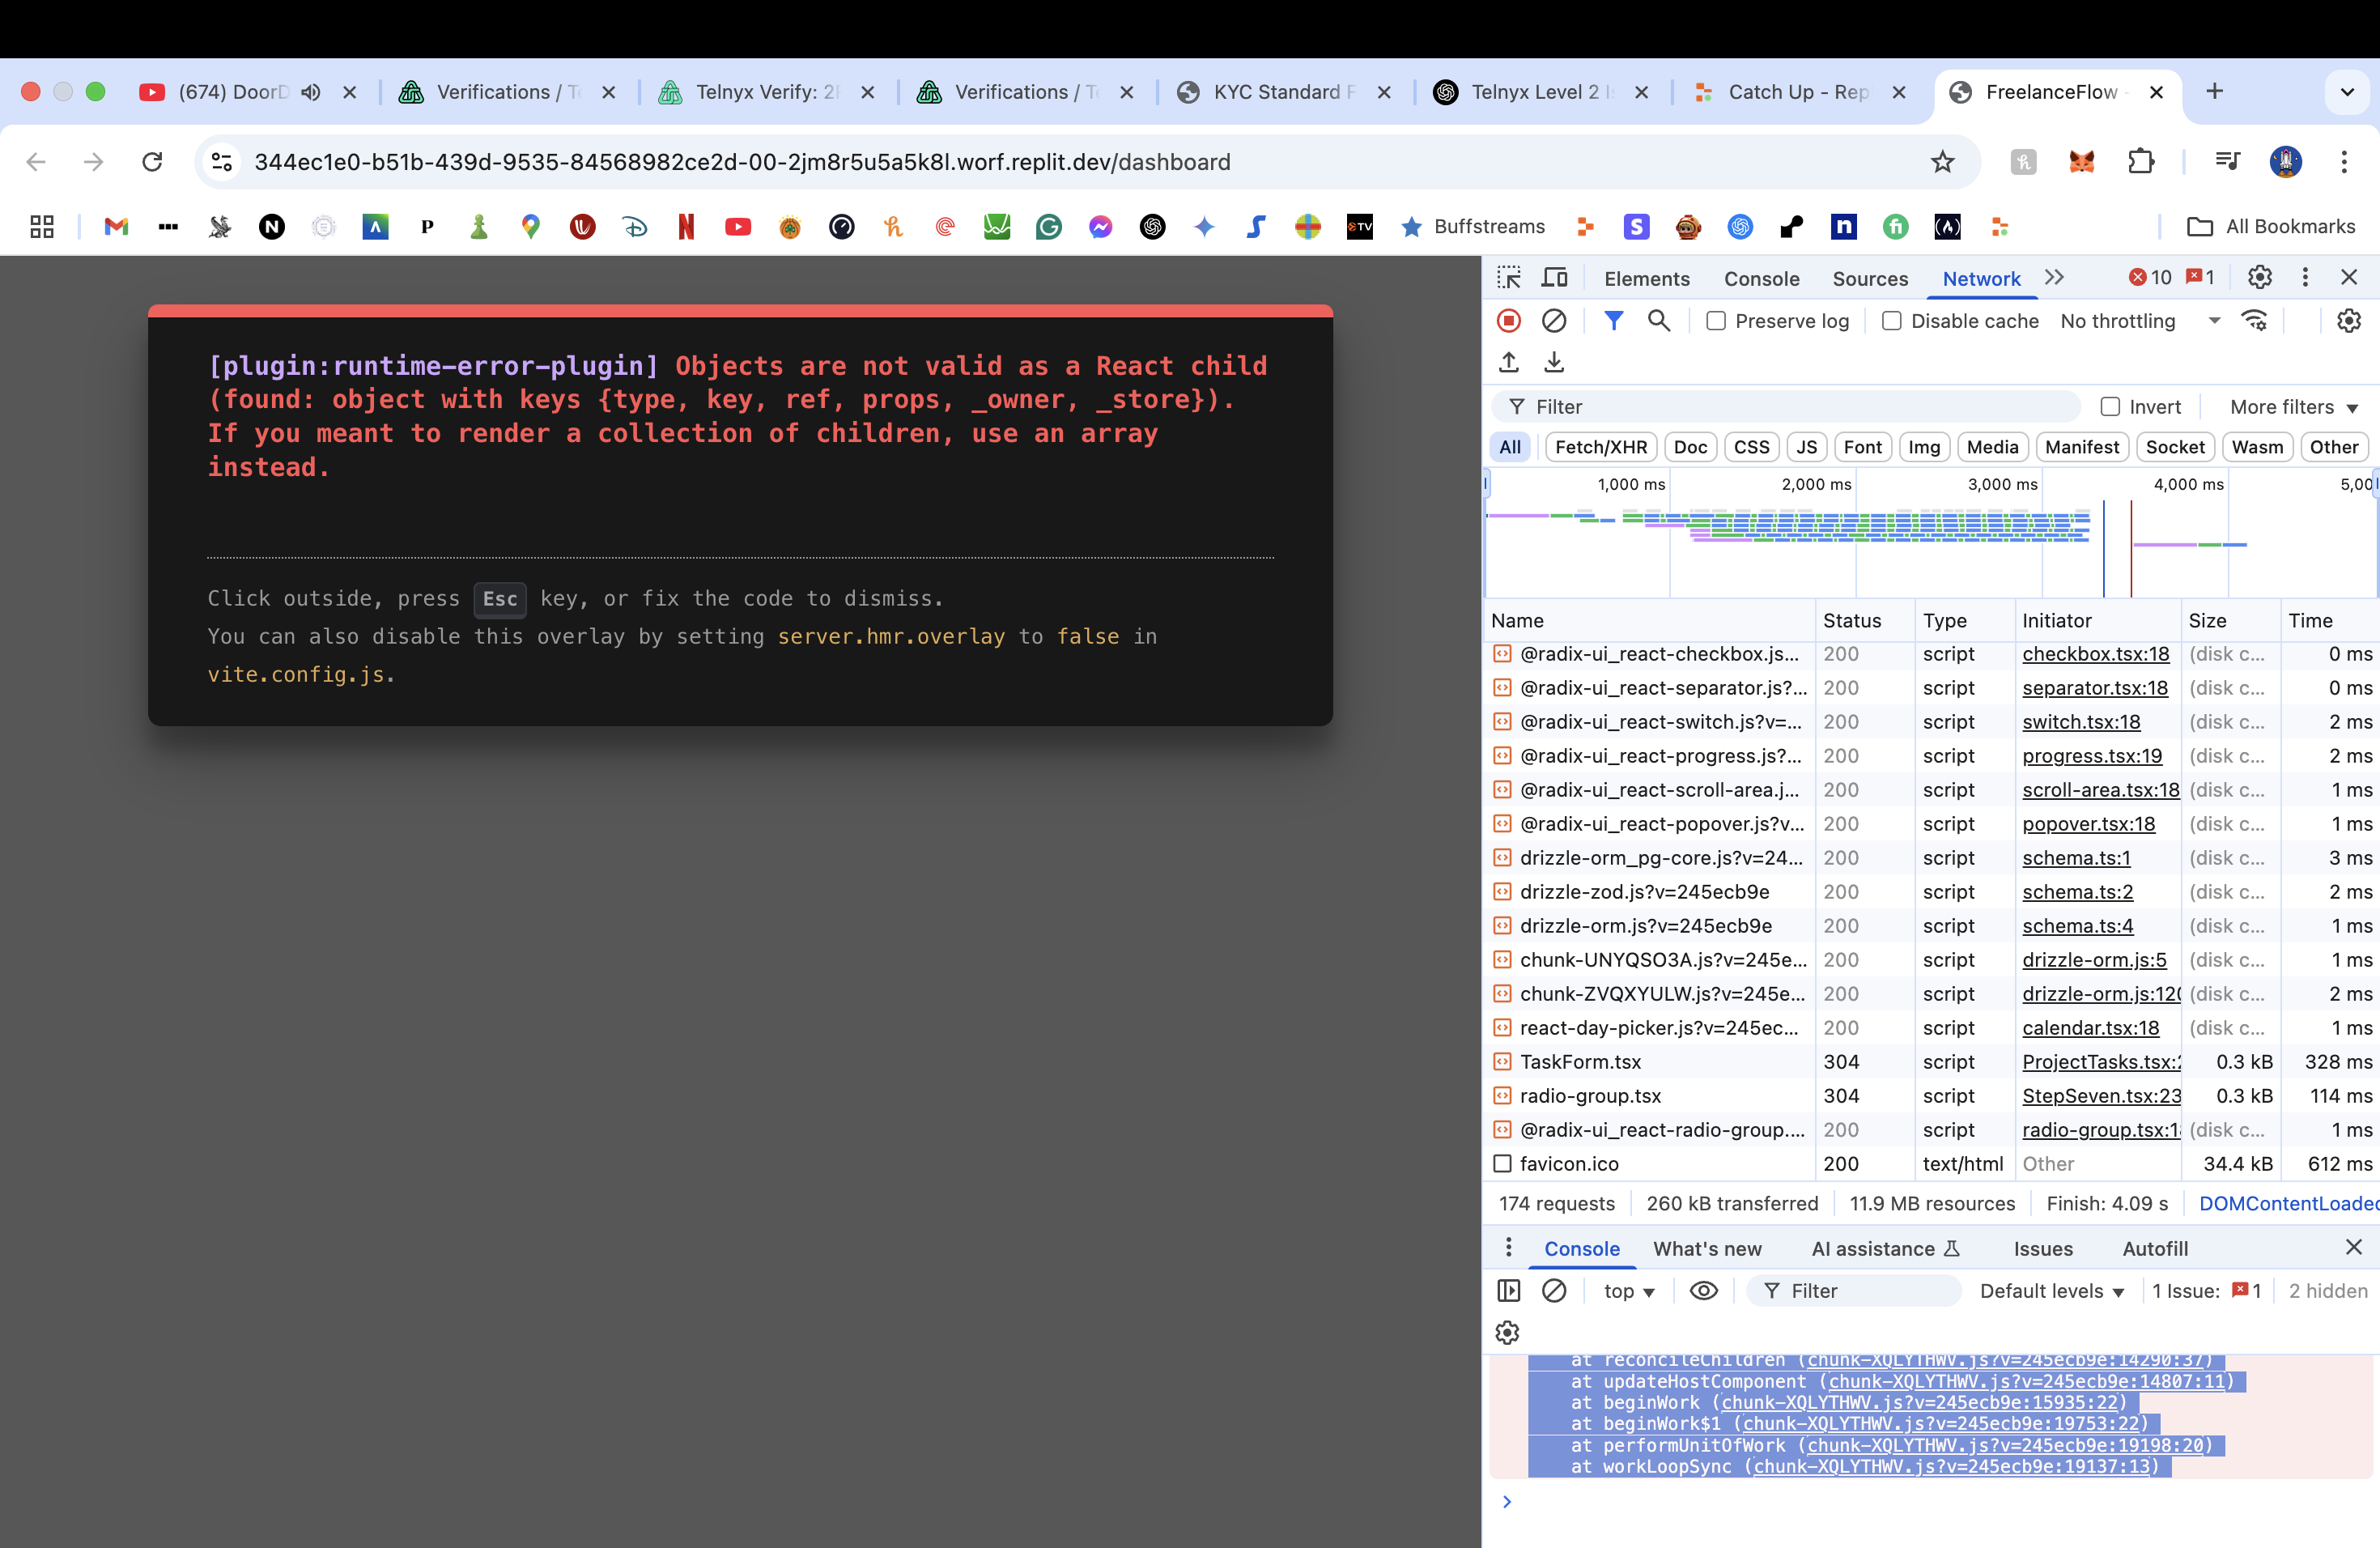 (674) DoorD
Verifications / Te
Telnyx Verify: 2F
Verifications / Te
KYC Standard F
Telnyx Level 2 I
Catch Up - Rep
FreelanceFlow -
344ec1e0-b51b-439d-9535-84568982ce2d-00-2jm8r5u5a5k8l.worf.replit.dev/dashboard
Buffstreams
All Bookmarks
[plugin:runtime-error-plugin] Objects are not valid as a React child
(found: object with keys {type, key, ref, props, _owner, _store}).
If you meant to render a collection of children, use an array
instead.
Click outside, press Esc key, or fix the code to dismiss.
You can also disable this overlay by setting server.hmr.overlay to false in
vite.config.js.
Elements Console Sources Network 10 1
Preserve log Disable cache No throttling
Filter Invert More filters
All Fetch/XHR Doc CSS JS Font Img Media Manifest Socket Wasm Other
1,000 ms 2,000 ms 3,000 ms 4,000 ms 5,00
Name Status Type Initiator Size Time
@radix-ui_react-checkbox.js... 200 script checkbox.tsx:18 (disk c... 0 ms
@radix-ui_react-separator.js?... 200 script separator.tsx:18 (disk c... 0 ms
@radix-ui_react-switch.js?v=... 200 script switch.tsx:18 (disk c... 2 ms
@radix-ui_react-progress.js?... 200 script progress.tsx:19 (disk c... 2 ms
@radix-ui_react-scroll-area.j... 200 script scroll-area.tsx:18 (disk c... 1 ms
@radix-ui_react-popover.js?v... 200 script popover.tsx:18 (disk c... 1 ms
drizzle-orm_pg-core.js?v=24... 200 script schema.ts:1 (disk c... 3 ms
drizzle-zod.js?v=245ecb9e 200 script schema.ts:2 (disk c... 2 ms
drizzle-orm.js?v=245ecb9e 200 script schema.ts:4 (disk c... 1 ms
chunk-UNYQSO3A.js?v=245e... 200 script drizzle-orm.js:5 (disk c... 1 ms
chunk-ZVQXYULW.js?v=245e... 200 script drizzle-orm.js:120 (disk c... 2 ms
react-day-picker.js?v=245ec... 200 script calendar.tsx:18 (disk c... 1 ms
TaskForm.tsx 304 script ProjectTasks.tsx:2 0.3 kB 328 ms
radio-group.tsx 304 script StepSeven.tsx:23 0.3 kB 114 ms
@radix-ui_react-radio-group.... 200 script radio-group.tsx:18 (disk c... 1 ms
favicon.ico 200 text/html Other 34.4 kB 612 ms
174 requests 260 kB transferred 11.9 MB resources Finish: 4.09 s DOMContentLoaded
Console What's new AI assistance Issues Autofill
top Filter Default levels 1 Issue: 1 2 hidden
at reconcileChildren (chunk-XQLYTHWV.js?v=245ecb9e:14290:37)
at updateHostComponent (chunk-XQLYTHWV.js?v=245ecb9e:14807:11)
at beginWork (chunk-XQLYTHWV.js?v=245ecb9e:15935:22)
at beginWork$1 (chunk-XQLYTHWV.js?v=245ecb9e:19753:22)
at performUnitOfWork (chunk-XQLYTHWV.js?v=245ecb9e:19198:20)
at workLoopSync (chunk-XQLYTHWV.js?v=245ecb9e:19137:13)